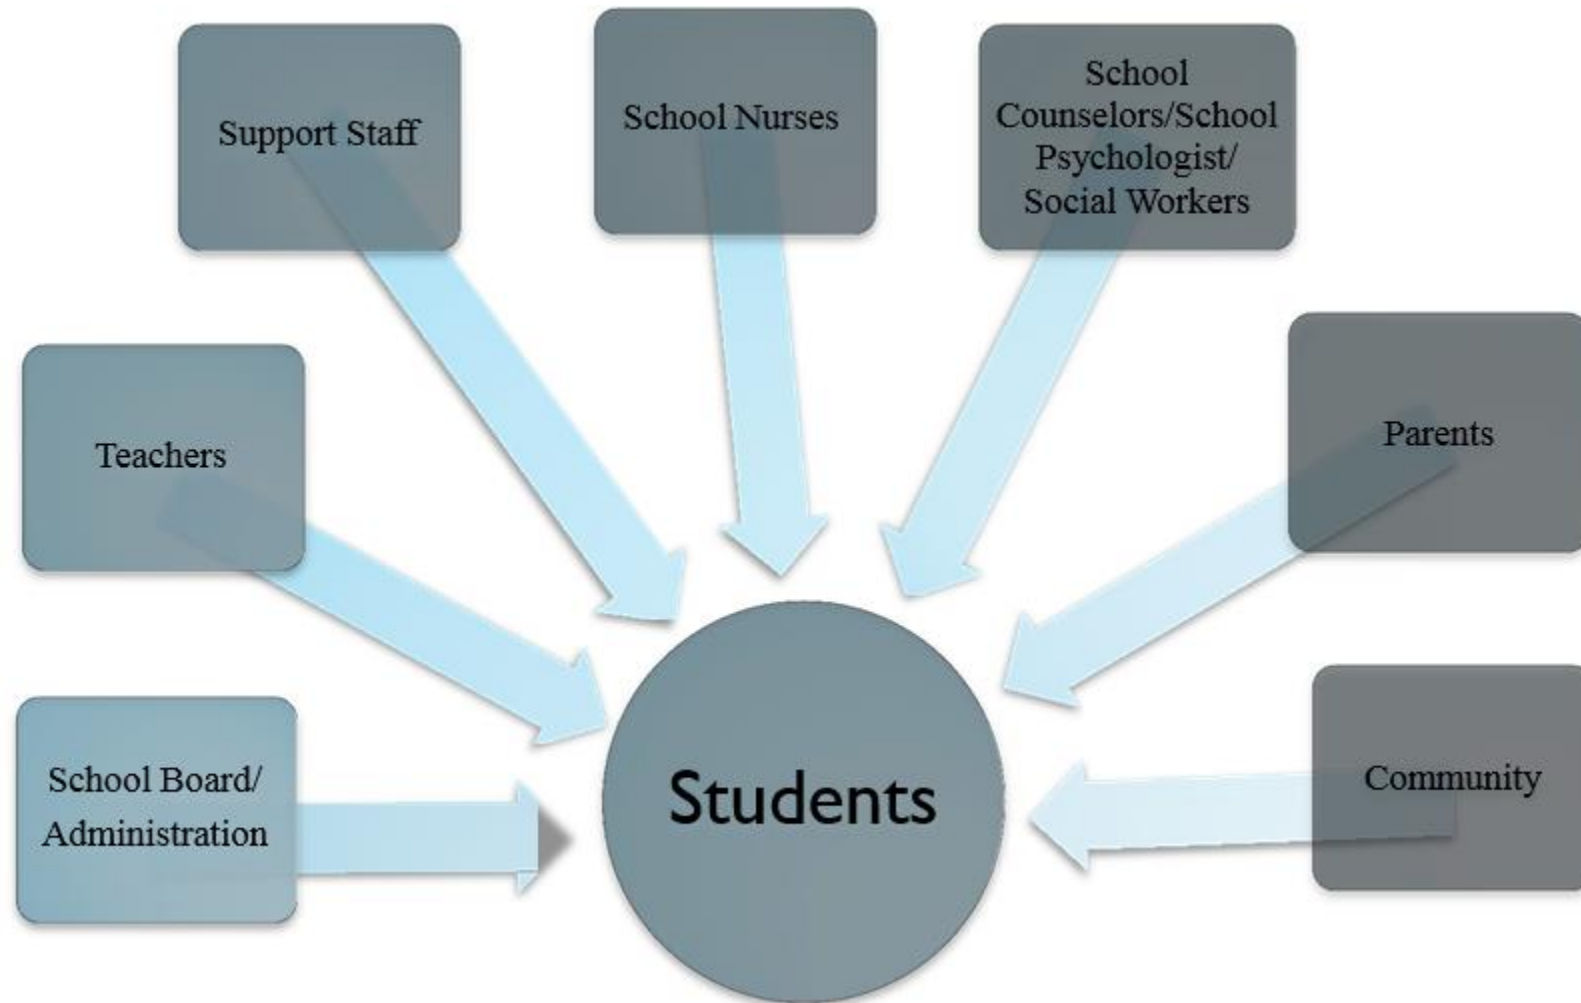 Support Staff
School Nurses
School
Counselors/School
Psychologist/
Social Workers
Teachers
Parents
School Board/
Administration
Students
Community